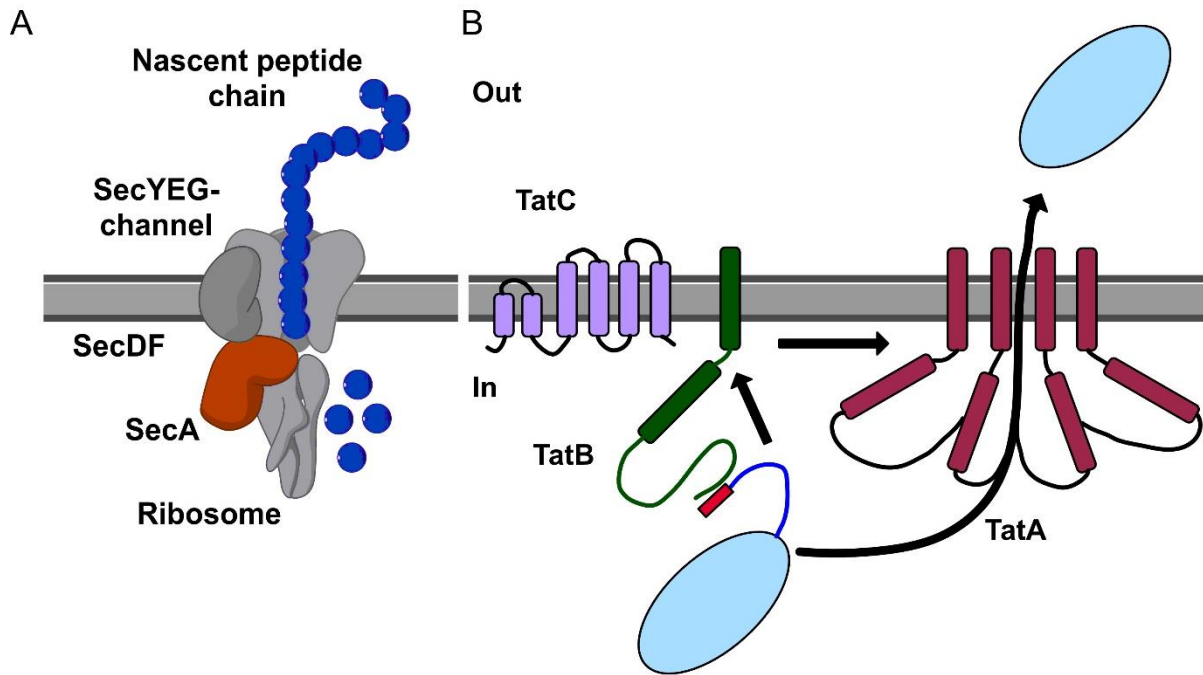 A
Nascent peptide
chain
SecYEG-
channel
SecDF
SecA
Ribosome
B
Out
TatC
In
TatB
TatA